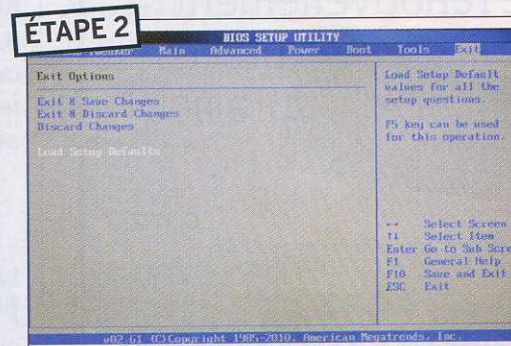 ÉTAPE 2
BIOS SETUP UTILITY
Tweaker Main Advanced Power Boot Tools Exit
Exit Options
Exit & Save Changes
Exit & Discard Changes
Discard Changes
Load Setup Defaults
Load Setup Default
values for all the
setup questions.
F5 key can be used
for this operation.
Select Screen
↑↓ Select Item
Enter Go to Sub Scre
F1 General Help
F10 Save and Exit
ESC Exit
v02.61 (C)Copyright 1985-2010, American Megatrends, Inc.